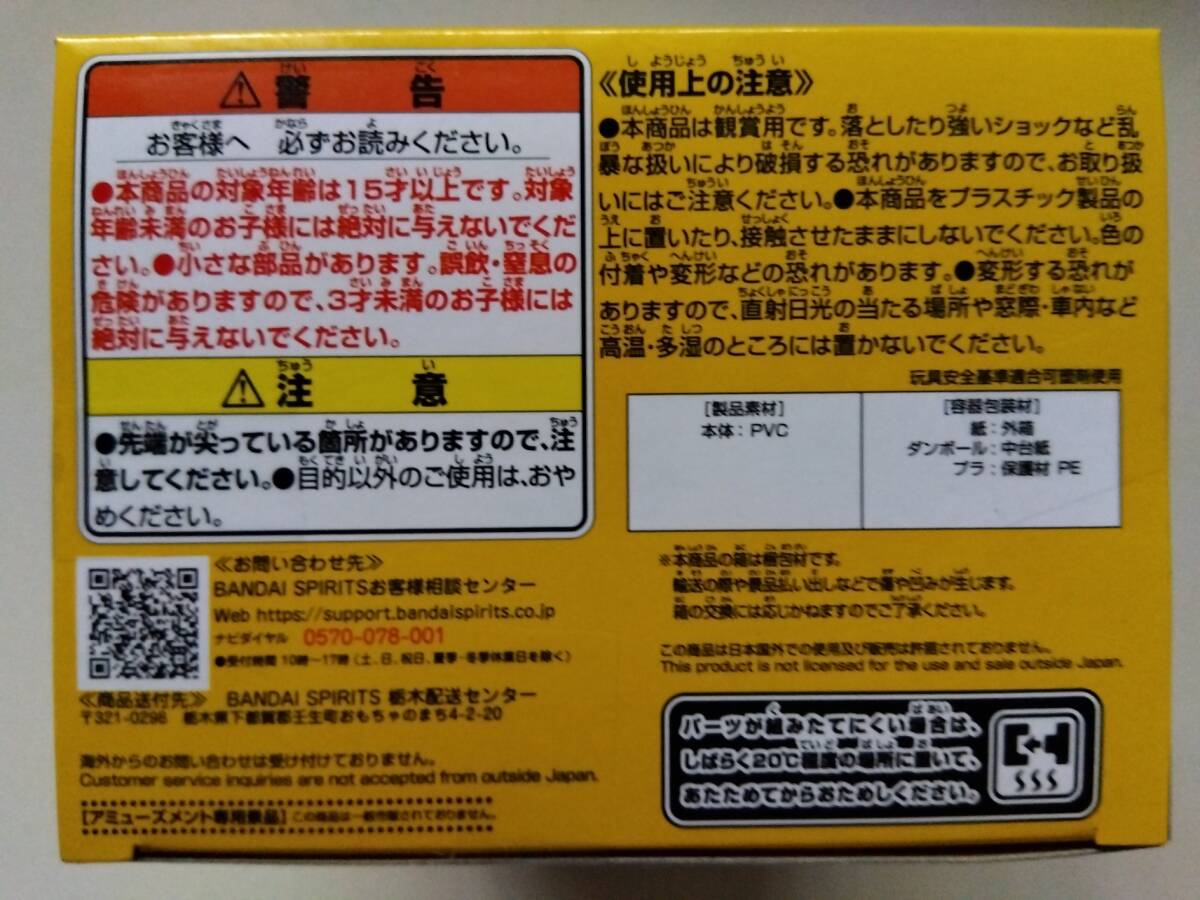 ⚠警告
お客様へ 必ずお読みください。
●本商品の対象年齢は15才以上です。対象
年齢未満のお子様には絶対に与えないでくだ
さい。●小さな部品があります。誤飲・窒息の
危険がありますので、3才未満のお子様には
絶対に与えないでください。
⚠注意
●先端が尖っている箇所がありますので、注
意してください。●目的以外のご使用は、おや
めください。
≪お問い合わせ先≫
BANDAI SPIRITSお客様相談センター
Web https://support.bandaispirits.co.jp
ナビダイヤル 0570-078-001
●受付時間 10時〜17時(土、日、祝日、夏季・冬季休業日を除く)
≪商品送付先≫ BANDAI SPIRITS 栃木配送センター
〒321-0298 栃木県下都賀郡壬生町おもちゃのまち4-2-20
海外からのお問い合わせは受け付けておりません。
Customer service inquiries are not accepted from outside Japan.
[アミューズメント専用景品] この商品は一般市販されておりません。
《使用上の注意》
●本商品は観賞用です。落としたり強いショックなど乱
暴な扱いにより破損する恐れがありますので、お取り扱
いにはご注意ください。●本商品をプラスチック製品の
上に置いたり、接触させたままにしないでください。色の
付着や変形などの恐れがあります。●変形する恐れが
ありますので、直射日光の当たる場所や窓際・車内など
高温・多湿のところには置かないでください。
玩具安全基準適合可塑剤使用
[製品素材]
本体:PVC
[容器包装材]
紙:外箱
ダンボール:中台紙
プラ:保護材 PE
※本商品の箱は梱包材です。
輸送の際や景品払い出しなどで傷や凹みが生じます。
箱の交換には応じかねますのでご了承ください。
この商品は日本国外での使用及び販売は許諾されておりません。
This product is not licensed for the use and sale outside Japan.
パーツが組みたてにくい場合は、
しばらく20℃程度の場所に置いて、
あたためてからおためしください。